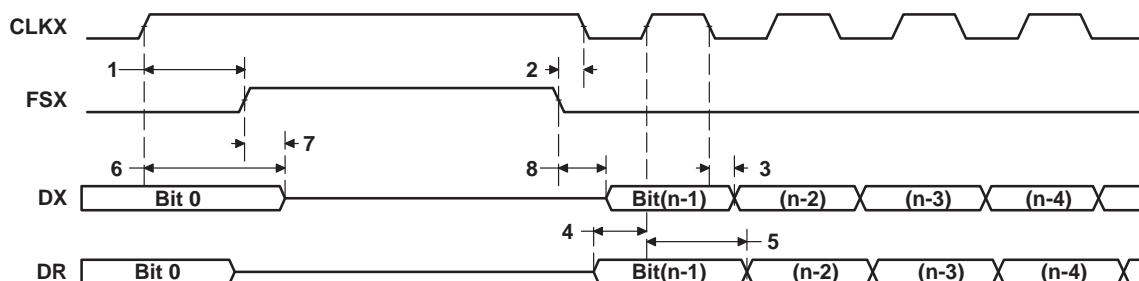 CLKX
1
2
FSX
7
6
8
3
DX
Bit 0
Bit(n-1)
(n-2)
(n-3)
(n-4)
4
5
DR
Bit 0
Bit(n-1)
(n-2)
(n-3)
(n-4)